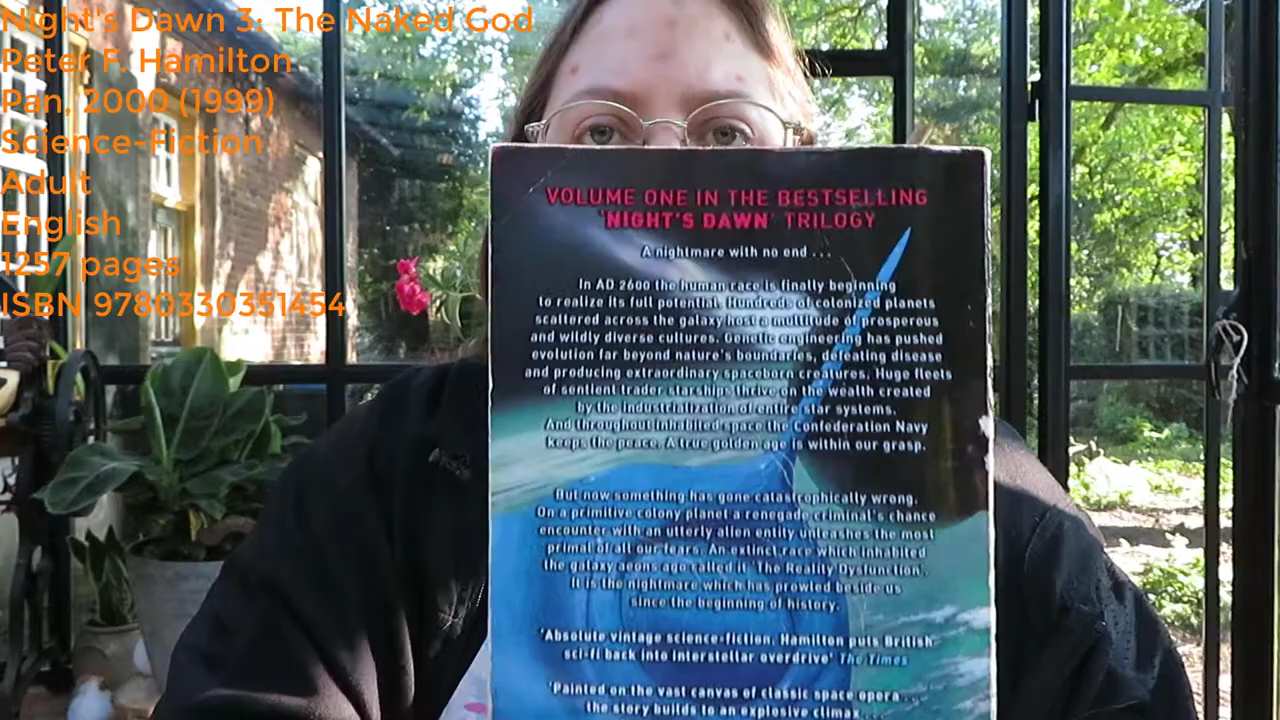 Night's Dawn 3: The Naked God
Peter F. Hamilton
Pan, 2000 (1999)
Science-Fiction
Adult
English
1257 pages
ISBN 9780330351454
VOLUME ONE IN THE BESTSELLING
'NIGHT'S DAWN' TRILOGY
A nightmare with no end ...
In AD 2600 the human race is finally beginning
to realize its full potential. Hundreds of colonized planets
scattered across the galaxy host a multitude of prosperous
and wildly diverse cultures. Genetic engineering has pushed
evolution far beyond nature's boundaries, defeating disease
and producing extraordinary spaceborn creatures. Huge fleets
of sentient trader starships thrive on the wealth created
by the industrialization of entire star systems.
And throughout inhabited space the Confederation Navy
keeps the peace. A true golden age is within our grasp.
But now something has gone catastrophically wrong.
On a primitive colony planet a renegade criminal's chance
encounter with an utterly alien entity unleashes the most
primal of all our fears. An extinct race which inhabited
the galaxy aeons ago called it 'The Reality Dysfunction'.
It is the nightmare which has prowled beside us
since the beginning of history.
'Absolute vintage science-fiction. Hamilton puts British
sci-fi back into interstellar overdrive' The Times
'Painted on the vast canvas of classic space opera ...
the story builds to an explosive climax ...